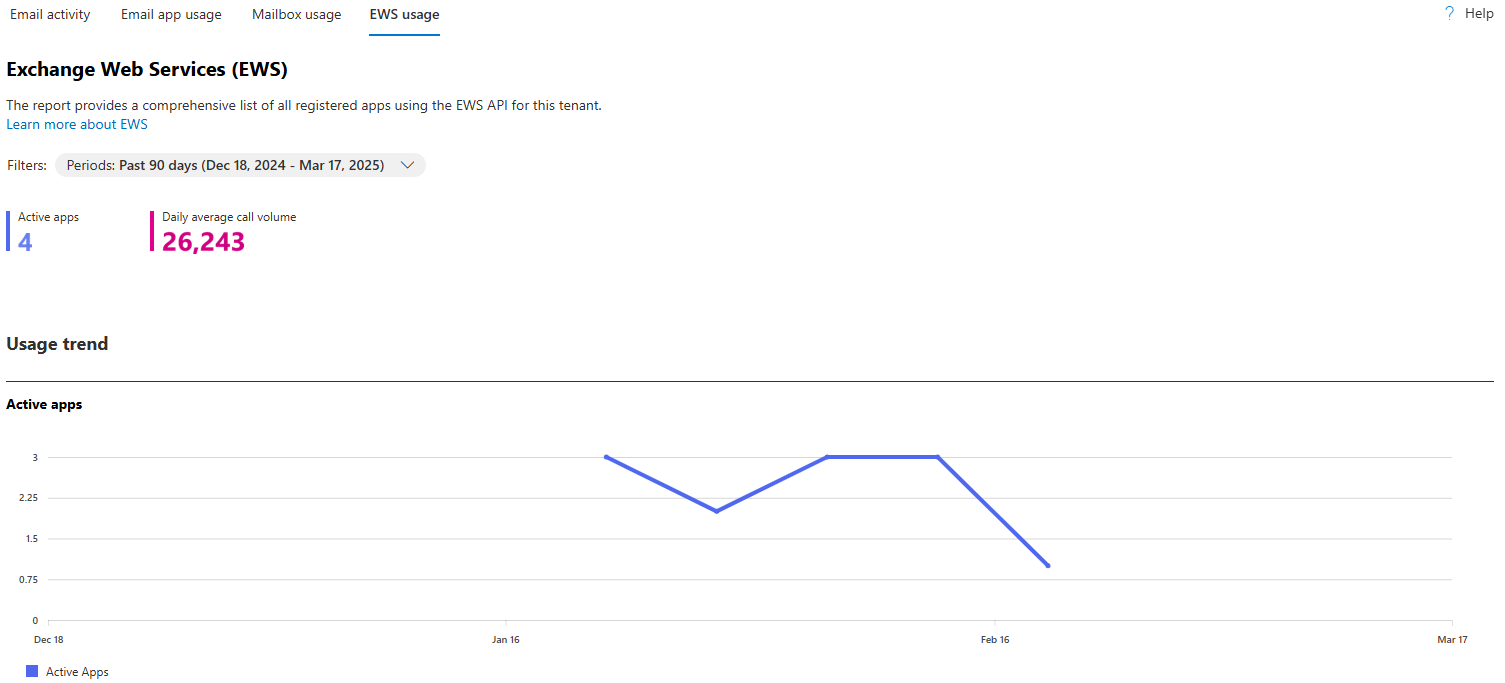 Email activity Email app usage Mailbox usage EWS usage ? Help
Exchange Web Services (EWS)
The report provides a comprehensive list of all registered apps using the EWS API for this tenant.
Learn more about EWS
Filters: Periods: Past 90 days (Dec 18, 2024 - Mar 17, 2025)
Active apps Daily average call volume
4 26,243
Usage trend
Active apps
3
2.25
1.5
0.75
0
Dec 18 Jan 16 Feb 16 Mar 17
Active Apps